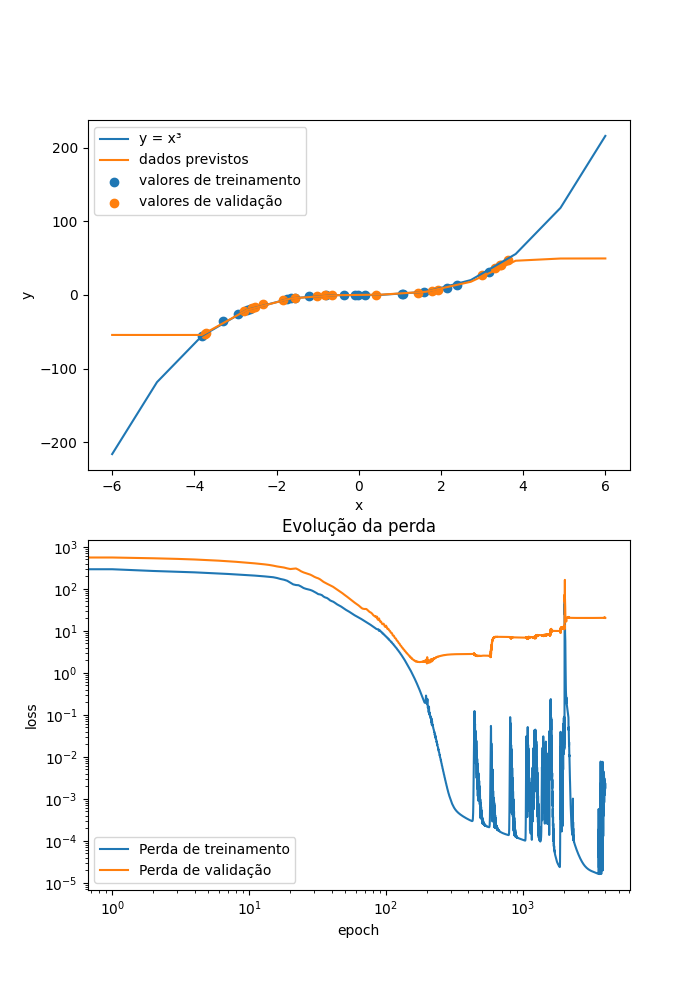 y = x³
dados previstos
valores de treinamento
valores de validação
200
100
0
−100
−200
y
−6
−4
−2
0
2
4
6
x
Evolução da perda
10³
10²
10¹
10⁰
10⁻¹
10⁻²
10⁻³
10⁻⁴
10⁻⁵
loss
Perda de treinamento
Perda de validação
10⁰
10¹
10²
10³
epoch